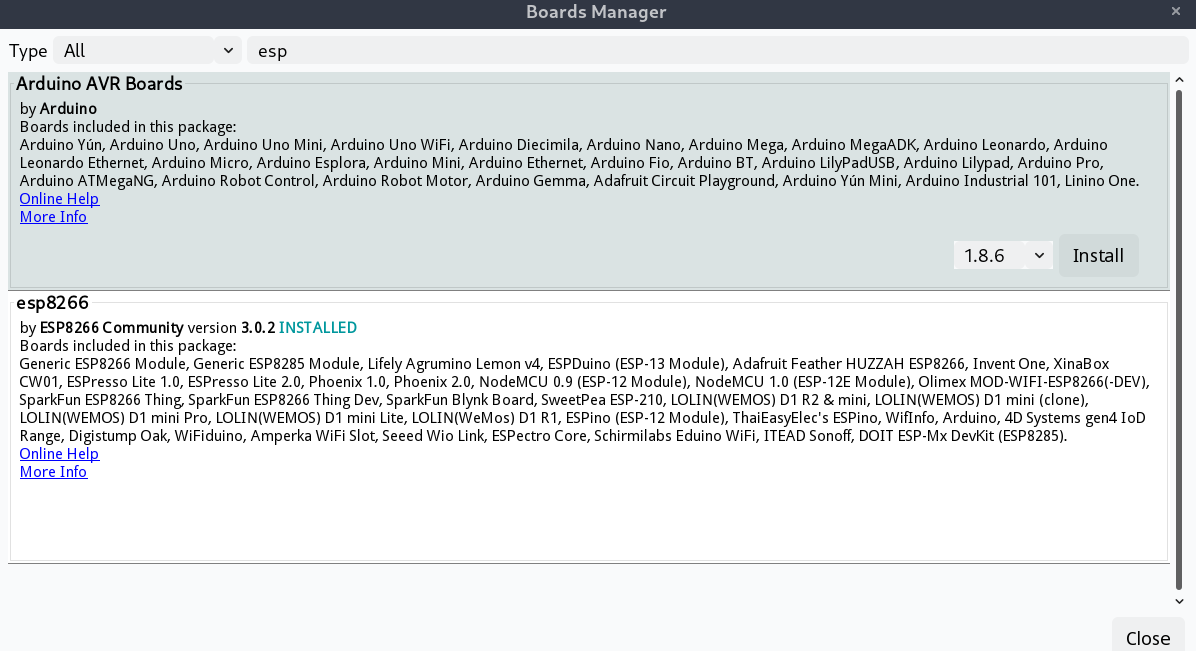 Boards Manager
×
Type All esp
Arduino AVR Boards
by Arduino
Boards included in this package:
Arduino Yún, Arduino Uno, Arduino Uno Mini, Arduino Uno WiFi, Arduino Diecimila, Arduino Nano, Arduino Mega, Arduino MegaADK, Arduino Leonardo, Arduino
Leonardo Ethernet, Arduino Micro, Arduino Esplora, Arduino Mini, Arduino Ethernet, Arduino Fio, Arduino BT, Arduino LilyPadUSB, Arduino Lilypad, Arduino Pro,
Arduino ATMegaNG, Arduino Robot Control, Arduino Robot Motor, Arduino Gemma, Adafruit Circuit Playground, Arduino Yún Mini, Arduino Industrial 101, Linino One.
Online Help
More Info
1.8.6 Install
esp8266
by ESP8266 Community version 3.0.2 INSTALLED
Boards included in this package:
Generic ESP8266 Module, Generic ESP8285 Module, Lifely Agrumino Lemon v4, ESPDuino (ESP-13 Module), Adafruit Feather HUZZAH ESP8266, Invent One, XinaBox
CW01, ESPresso Lite 1.0, ESPresso Lite 2.0, Phoenix 1.0, Phoenix 2.0, NodeMCU 0.9 (ESP-12 Module), NodeMCU 1.0 (ESP-12E Module), Olimex MOD-WIFI-ESP8266(-DEV),
SparkFun ESP8266 Thing, SparkFun ESP8266 Thing Dev, SparkFun Blynk Board, SweetPea ESP-210, LOLIN(WEMOS) D1 R2 & mini, LOLIN(WEMOS) D1 mini (clone),
LOLIN(WEMOS) D1 mini Pro, LOLIN(WEMOS) D1 mini Lite, LOLIN(WeMos) D1 R1, ESPino (ESP-12 Module), ThaiEasyElec's ESPino, WifInfo, Arduino, 4D Systems gen4 IoD
Range, Digistump Oak, WiFiduino, Amperka WiFi Slot, Seeed Wio Link, ESPectro Core, Schirmilabs Eduino WiFi, ITEAD Sonoff, DOIT ESP-Mx DevKit (ESP8285).
Online Help
More Info
Close